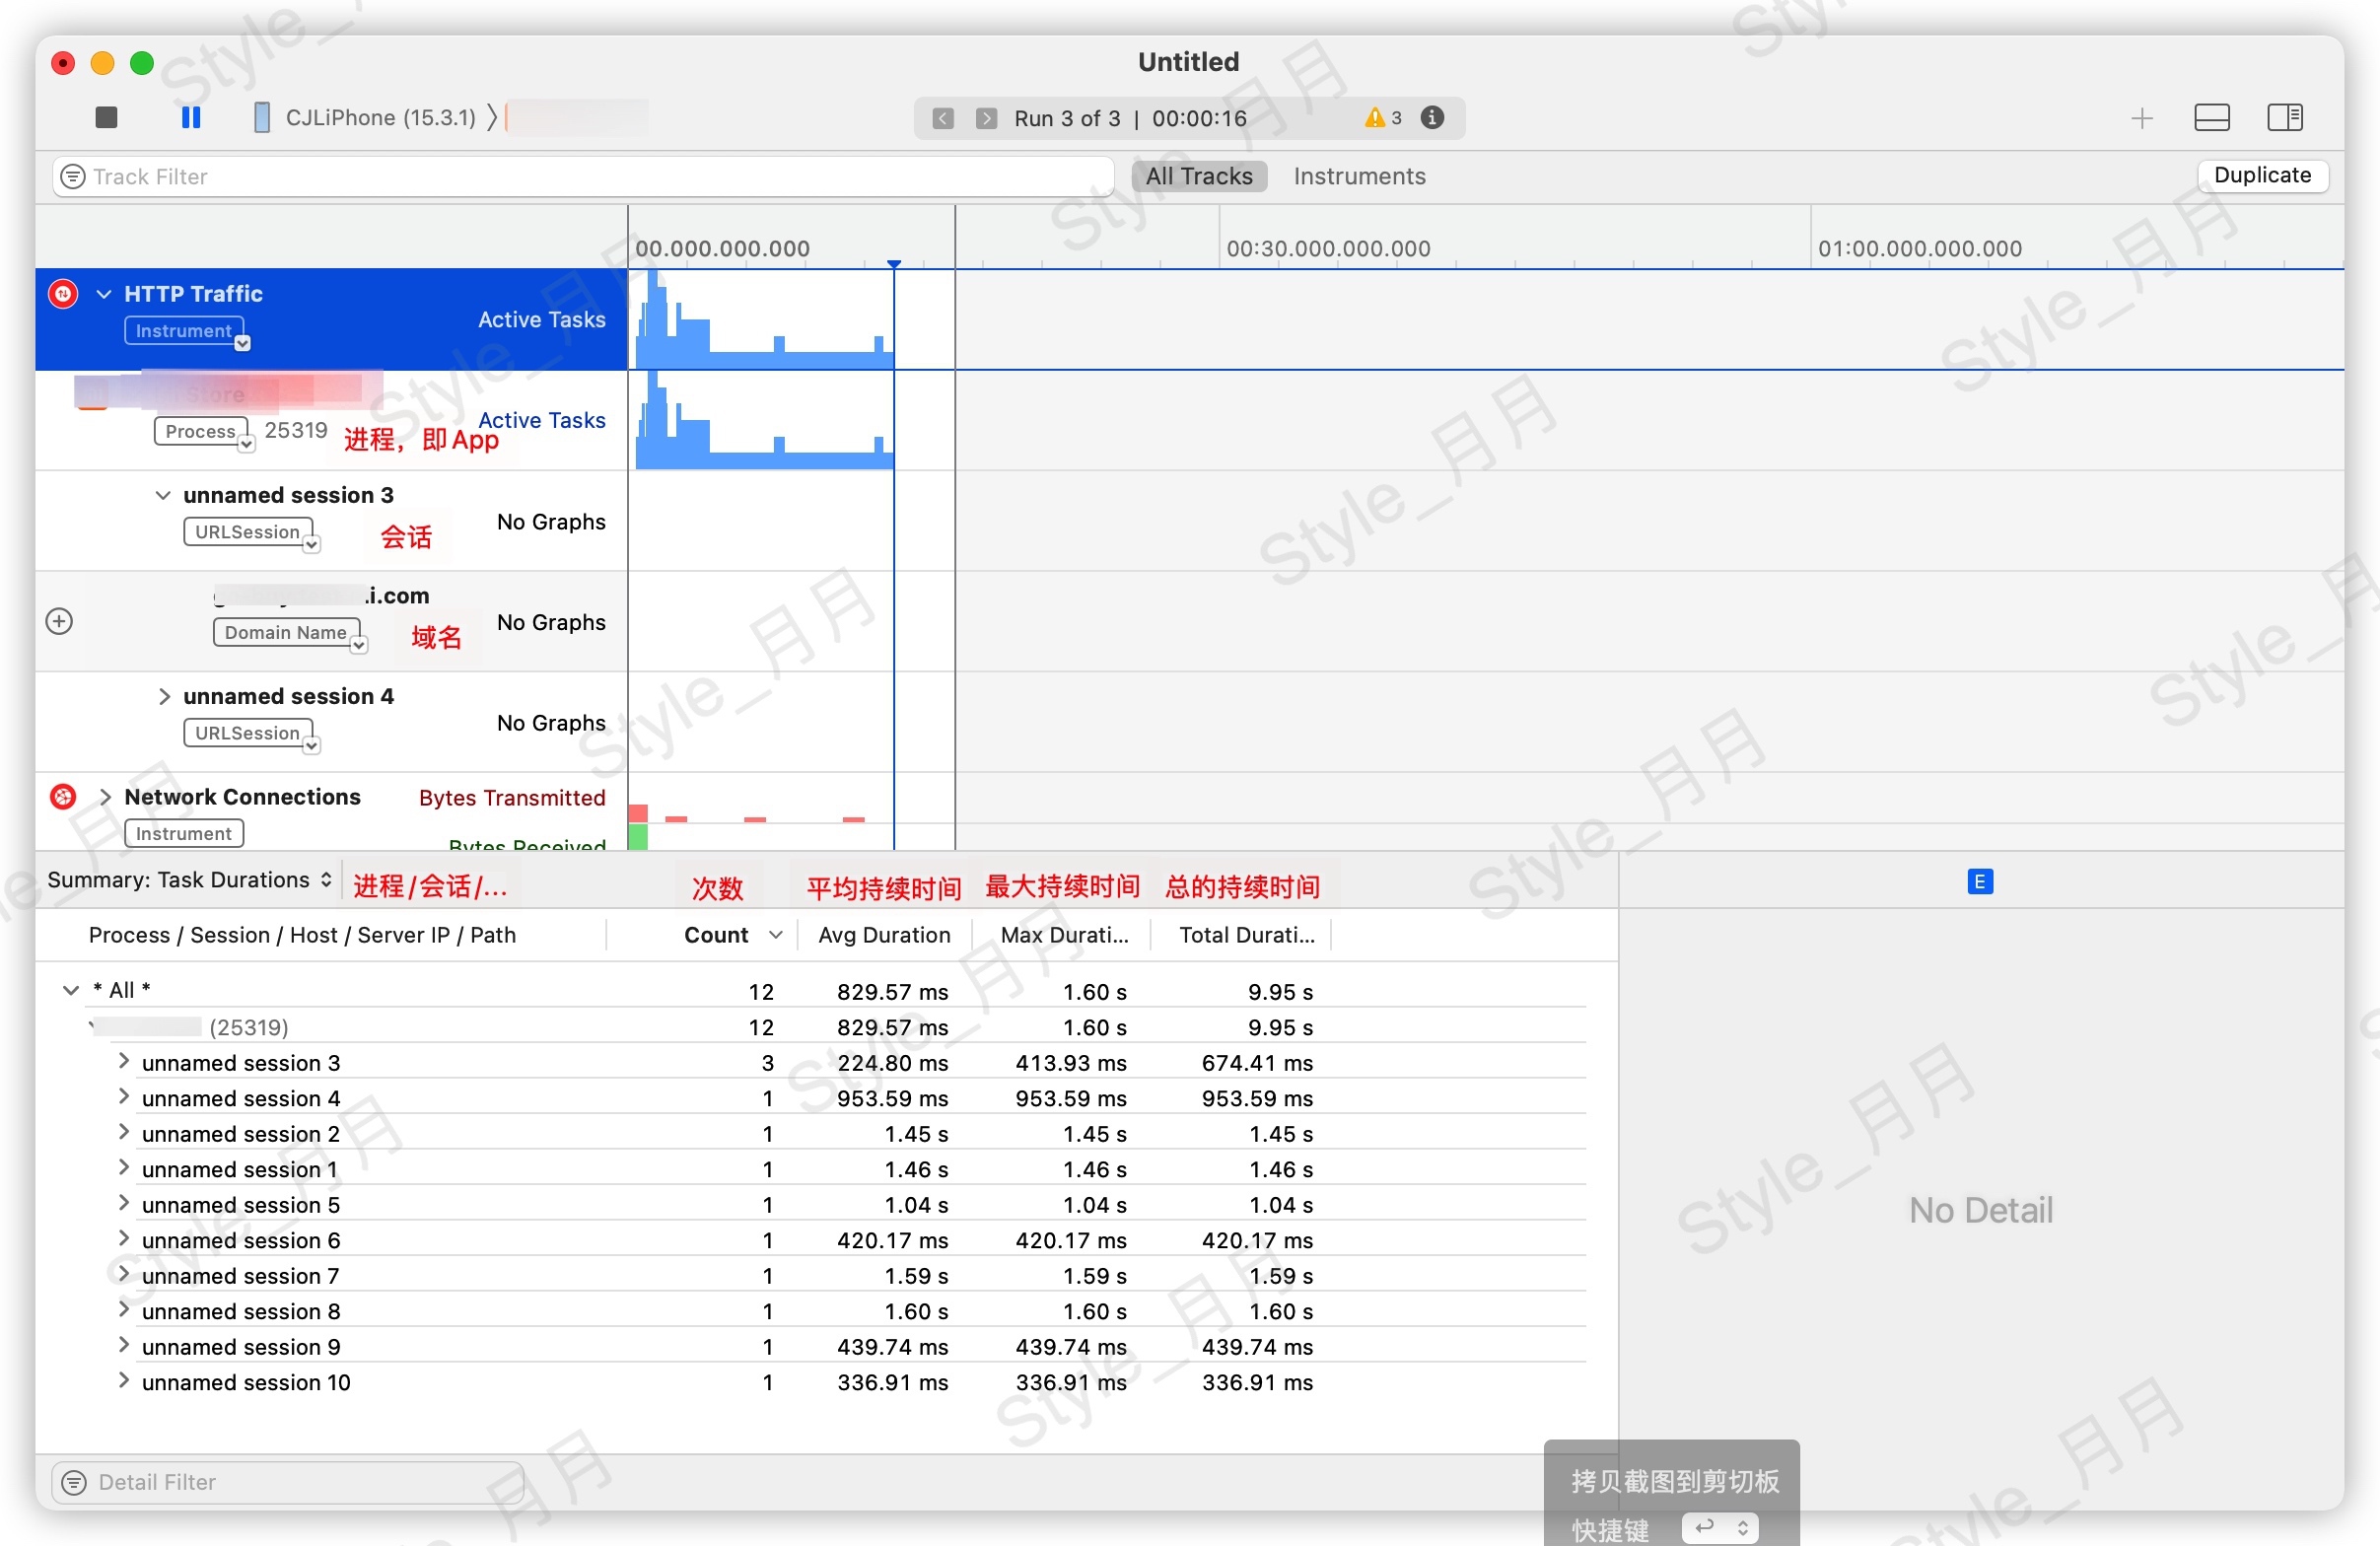 Untitled
CJLiPhone (15.3.1)
Run 3 of 3 | 00:00:16
3
Track Filter
All Tracks
Instruments
Duplicate
00.000.000.000
00:30.000.000.000
01:00.000.000.000
HTTP Traffic
Instrument
Active Tasks
Store
Process
25319
进程，即App
Active Tasks
unnamed session 3
URLSession
会话
No Graphs
i.com
Domain Name
域名
No Graphs
unnamed session 4
URLSession
No Graphs
Network Connections
Instrument
Bytes Transmitted
Bytes Received
Summary: Task Durations
进程/会话/...
次数
平均持续时间
最大持续时间
总的持续时间
E
Process / Session / Host / Server IP / Path
Count
Avg Duration
Max Durati...
Total Durati...
* All * 12 829.57 ms 1.60 s 9.95 s
(25319) 12 829.57 ms 1.60 s 9.95 s
unnamed session 3 3 224.80 ms 413.93 ms 674.41 ms
unnamed session 4 1 953.59 ms 953.59 ms 953.59 ms
unnamed session 2 1 1.45 s 1.45 s 1.45 s
unnamed session 1 1 1.46 s 1.46 s 1.46 s
unnamed session 5 1 1.04 s 1.04 s 1.04 s
unnamed session 6 1 420.17 ms 420.17 ms 420.17 ms
unnamed session 7 1 1.59 s 1.59 s 1.59 s
unnamed session 8 1 1.60 s 1.60 s 1.60 s
unnamed session 9 1 439.74 ms 439.74 ms 439.74 ms
unnamed session 10 1 336.91 ms 336.91 ms 336.91 ms
No Detail
Detail Filter
拷贝截图到剪切板
快捷键
Style_月月